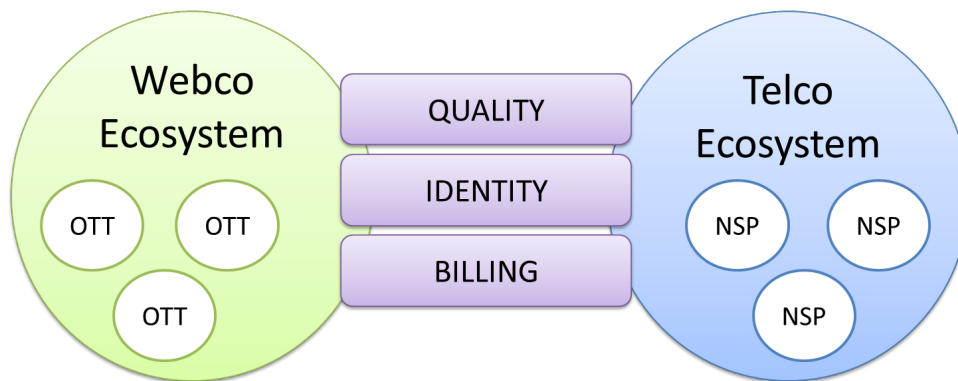 Webco
Ecosystem
OTT
OTT
OTT
QUALITY
IDENTITY
BILLING
Telco
Ecosystem
NSP
NSP
NSP